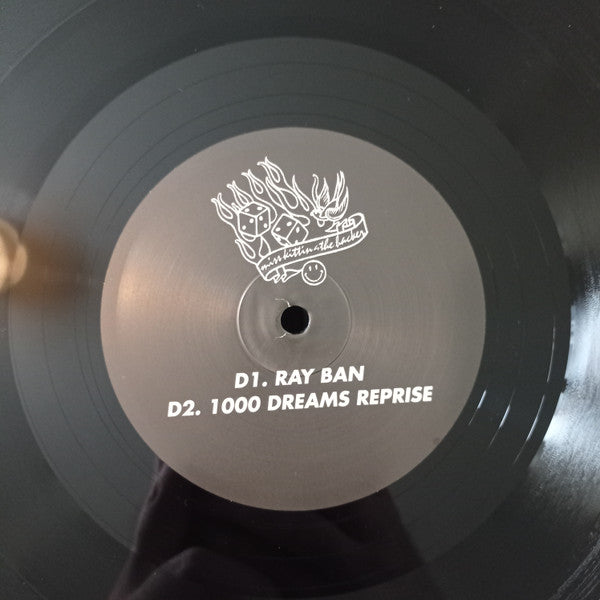 miss kittin & the hacker
D1. RAY BAN
D2. 1000 DREAMS REPRISE